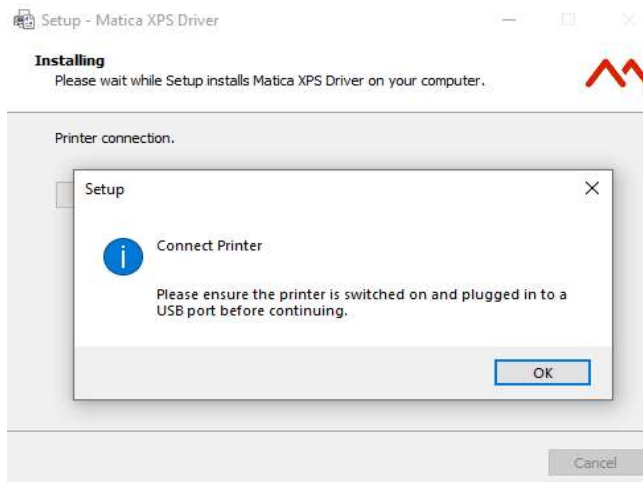 Setup - Matica XPS Driver
Installing
Please wait while Setup installs Matica XPS Driver on your computer.
Printer connection.
Setup
Connect Printer
Please ensure the printer is switched on and plugged in to a
USB port before continuing.
OK
Cancel